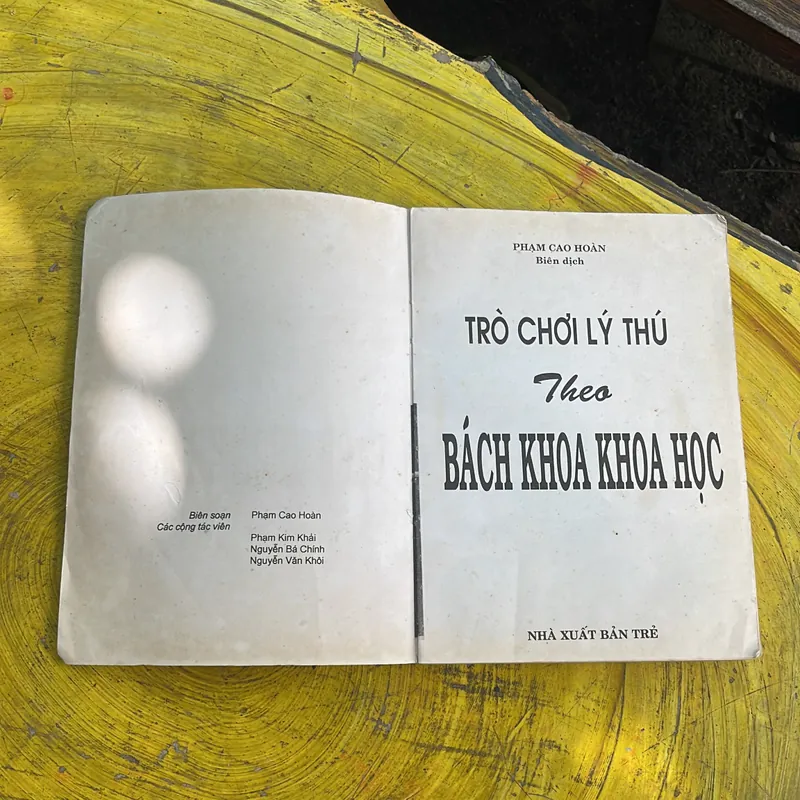 Biên soạn Phạm Cao Hoàn
Các cộng tác viên
Phạm Kim Khải
Nguyễn Bá Chính
Nguyễn Văn Khôi
PHẠM CAO HOÀN
Biên dịch
TRÒ CHƠI LÝ THÚ
Theo
BÁCH KHOA KHOA HỌC
NHÀ XUẤT BẢN TRẺ